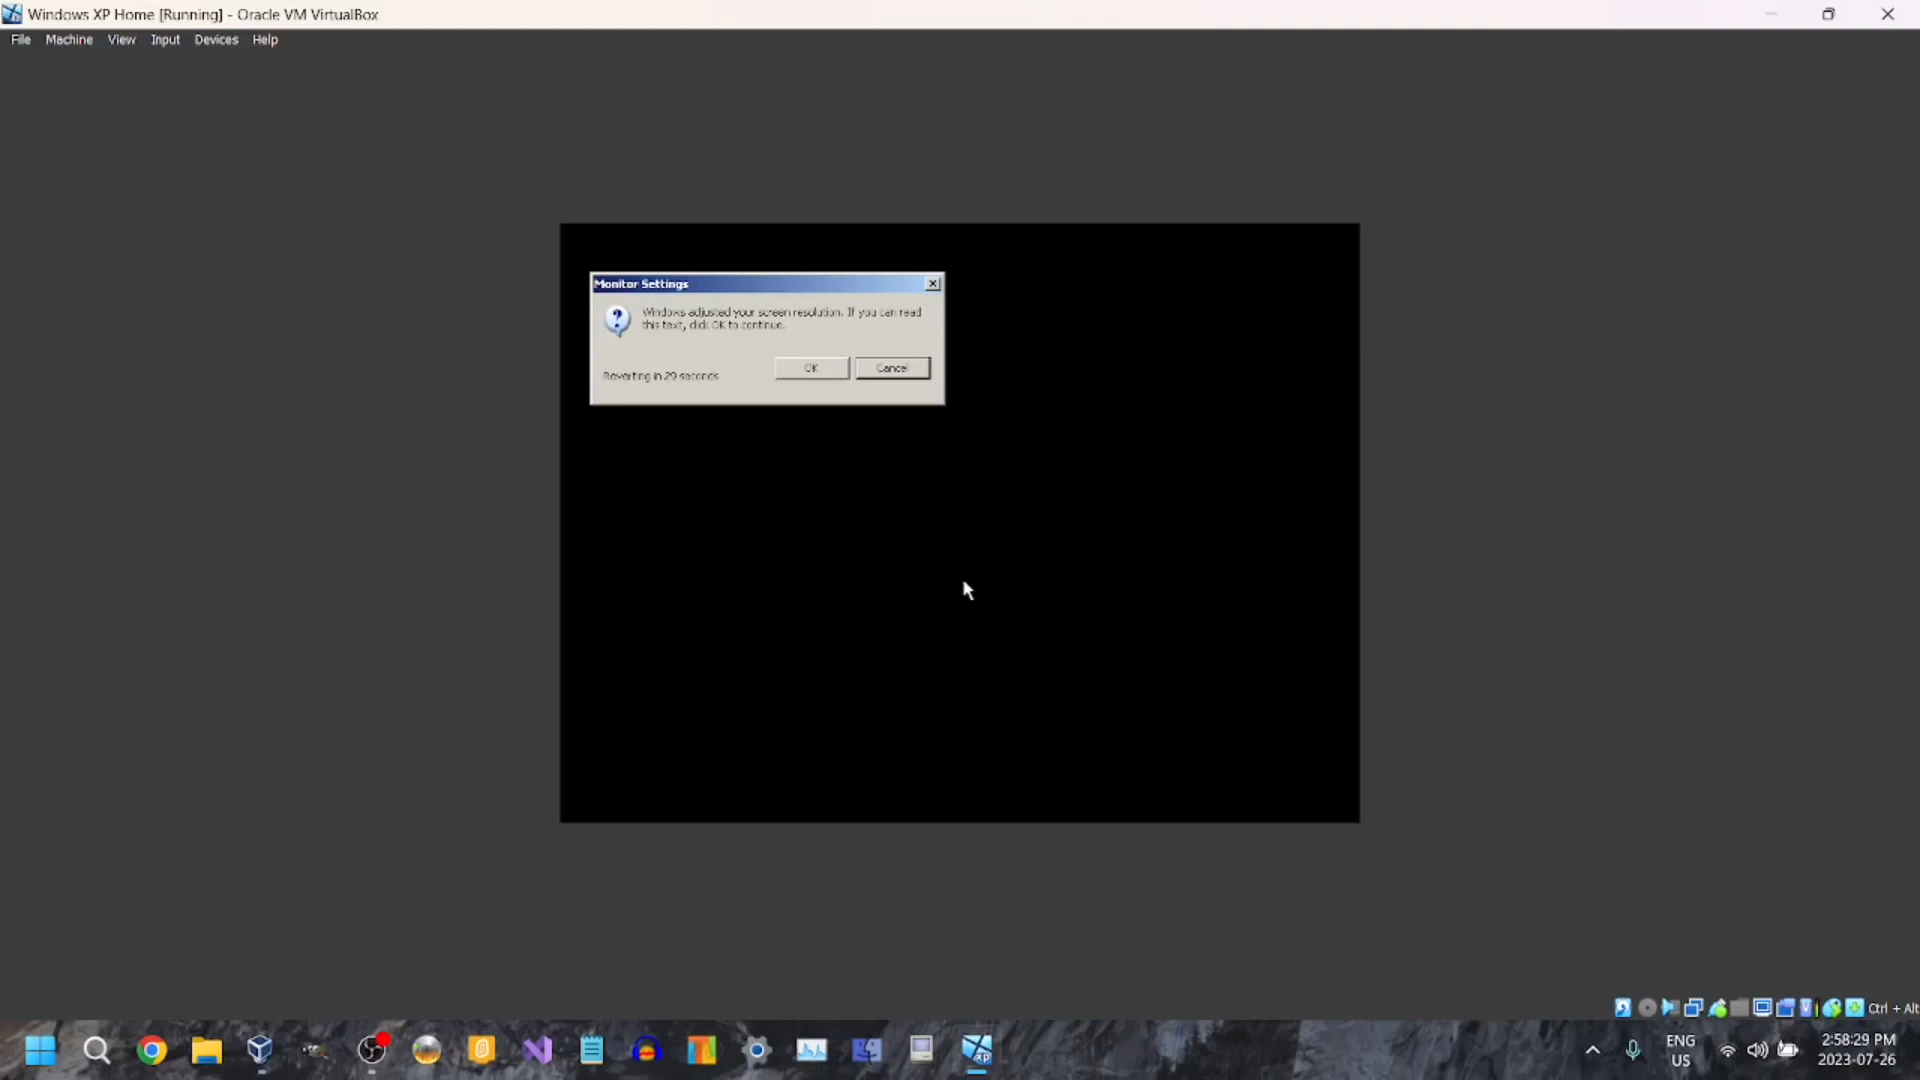 Windows XP Home [Running] - Oracle VM VirtualBox
File Machine View Input Devices Help
Monitor Settings
Windows adjusted your screen resolution. If you can read
this text, click OK to continue.
OK Cancel
Reverting in 29 seconds
Ctrl + Alt
XP
ENG
US
2:58:29 PM
2023-07-26